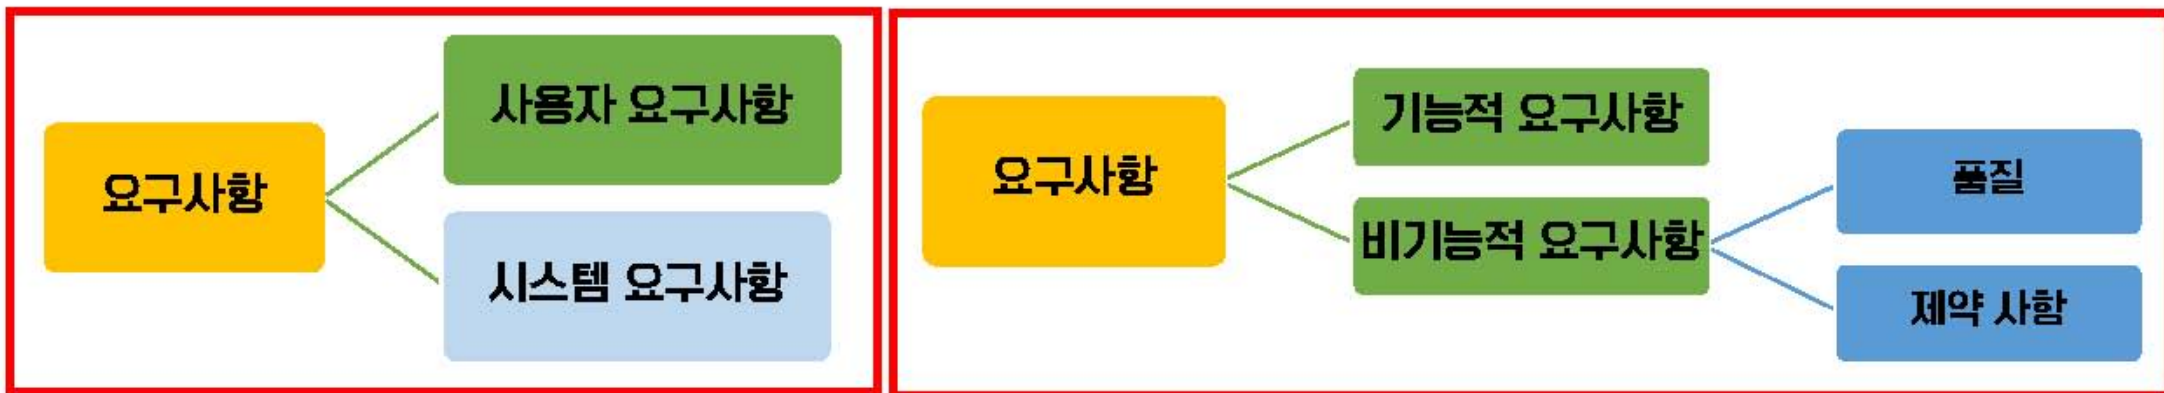 요구사항
사용자 요구사항
시스템 요구사항
요구사항
기능적 요구사항
비기능적 요구사항
품질
제약 사항